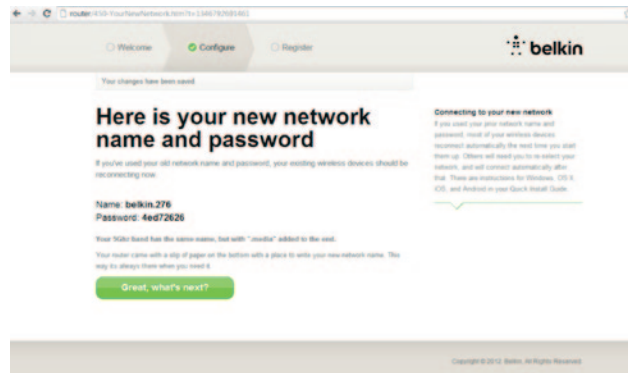 router/
Welcome
Configure
Register
belkin
Your changes have been saved
Here is your new network
name and password
If you've used your old network name and password, your existing wireless devices should be
reconnecting now.
Name: belkin.276
Password: 4ed72626
Your 5Ghz band has the same name, but with ".media" added to the end.
Your router came with a slip of paper on the bottom with a place to write your new network name. This
way its always there when you need it.
Great, what's next?
Connecting to your new network
If you used your prior network name and
password, most of your wireless devices
reconnect automatically the next time you start
them up. Others will need you to re-select your
network, and will connect automatically after
that. There are instructions for Windows, OS X,
iOS, and Android in your Quick Install Guide.
Copyright © 2012 Belkin. All Rights Reserved.